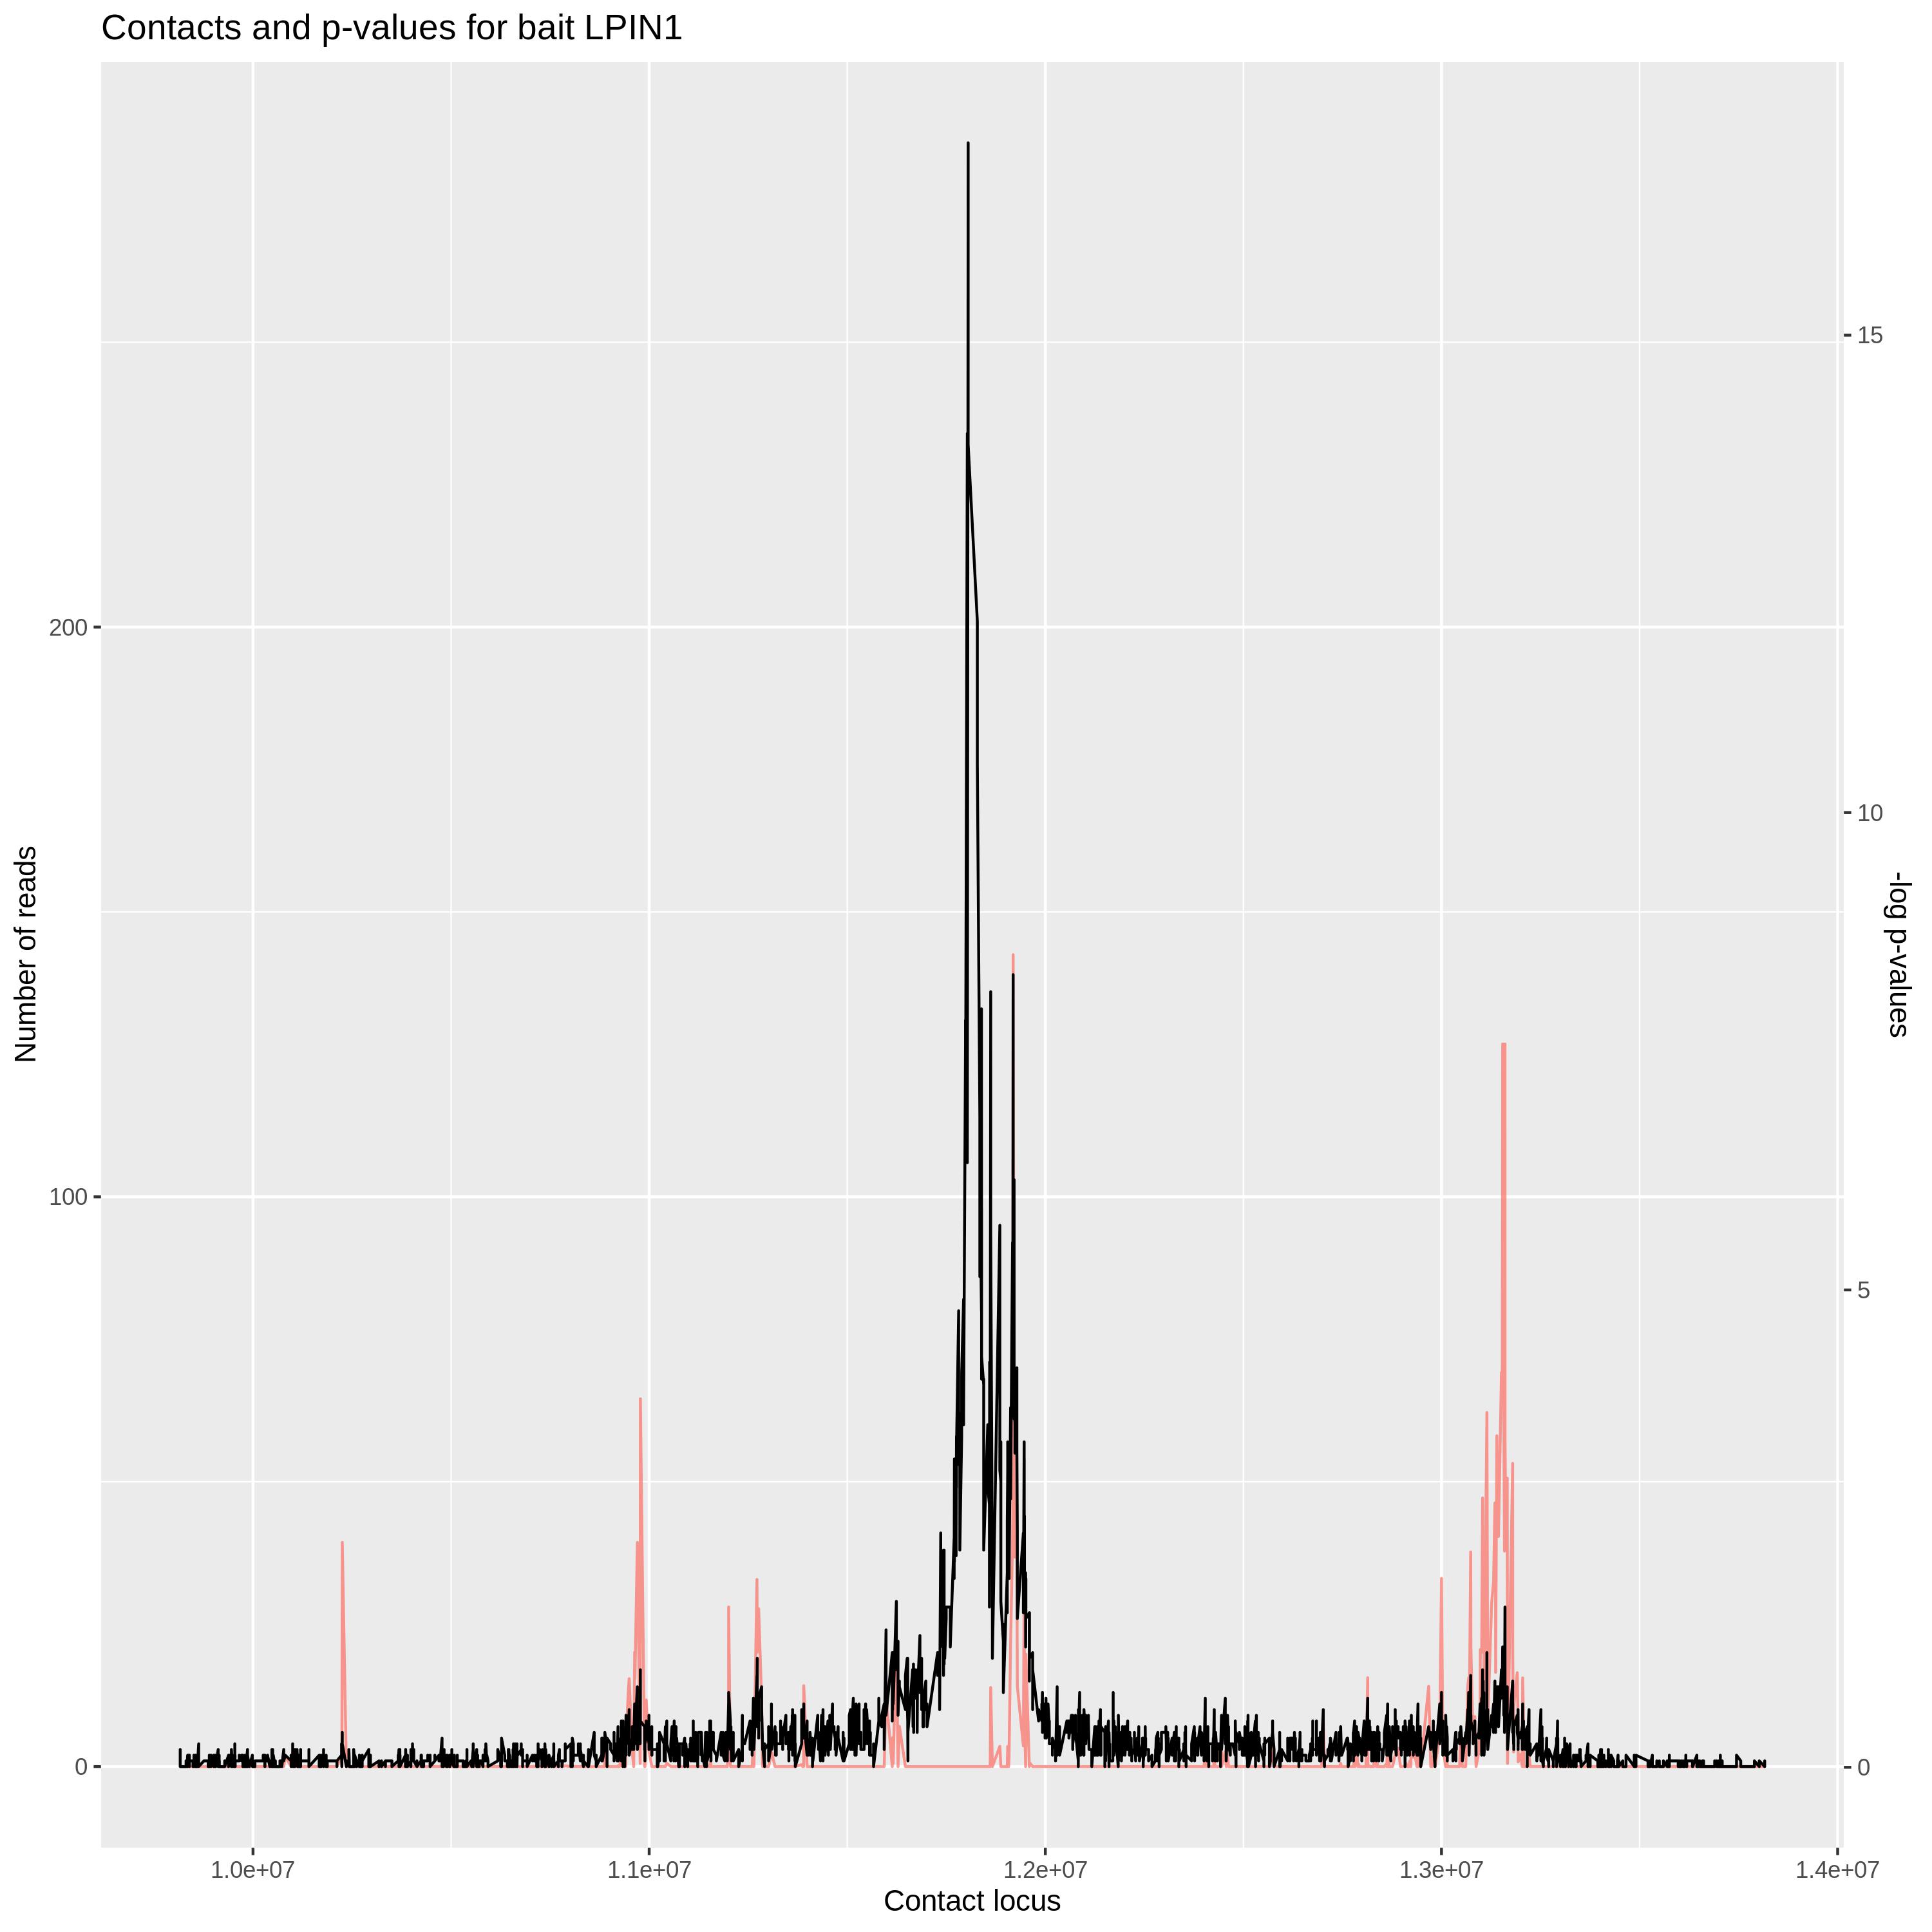 Contacts and p-values for bait LPIN1
Number of reads
200
100
0
15
10
5
0
-log p-values
1.0e+07 1.1e+07 1.2e+07 1.3e+07 1.4e+07
Contact locus